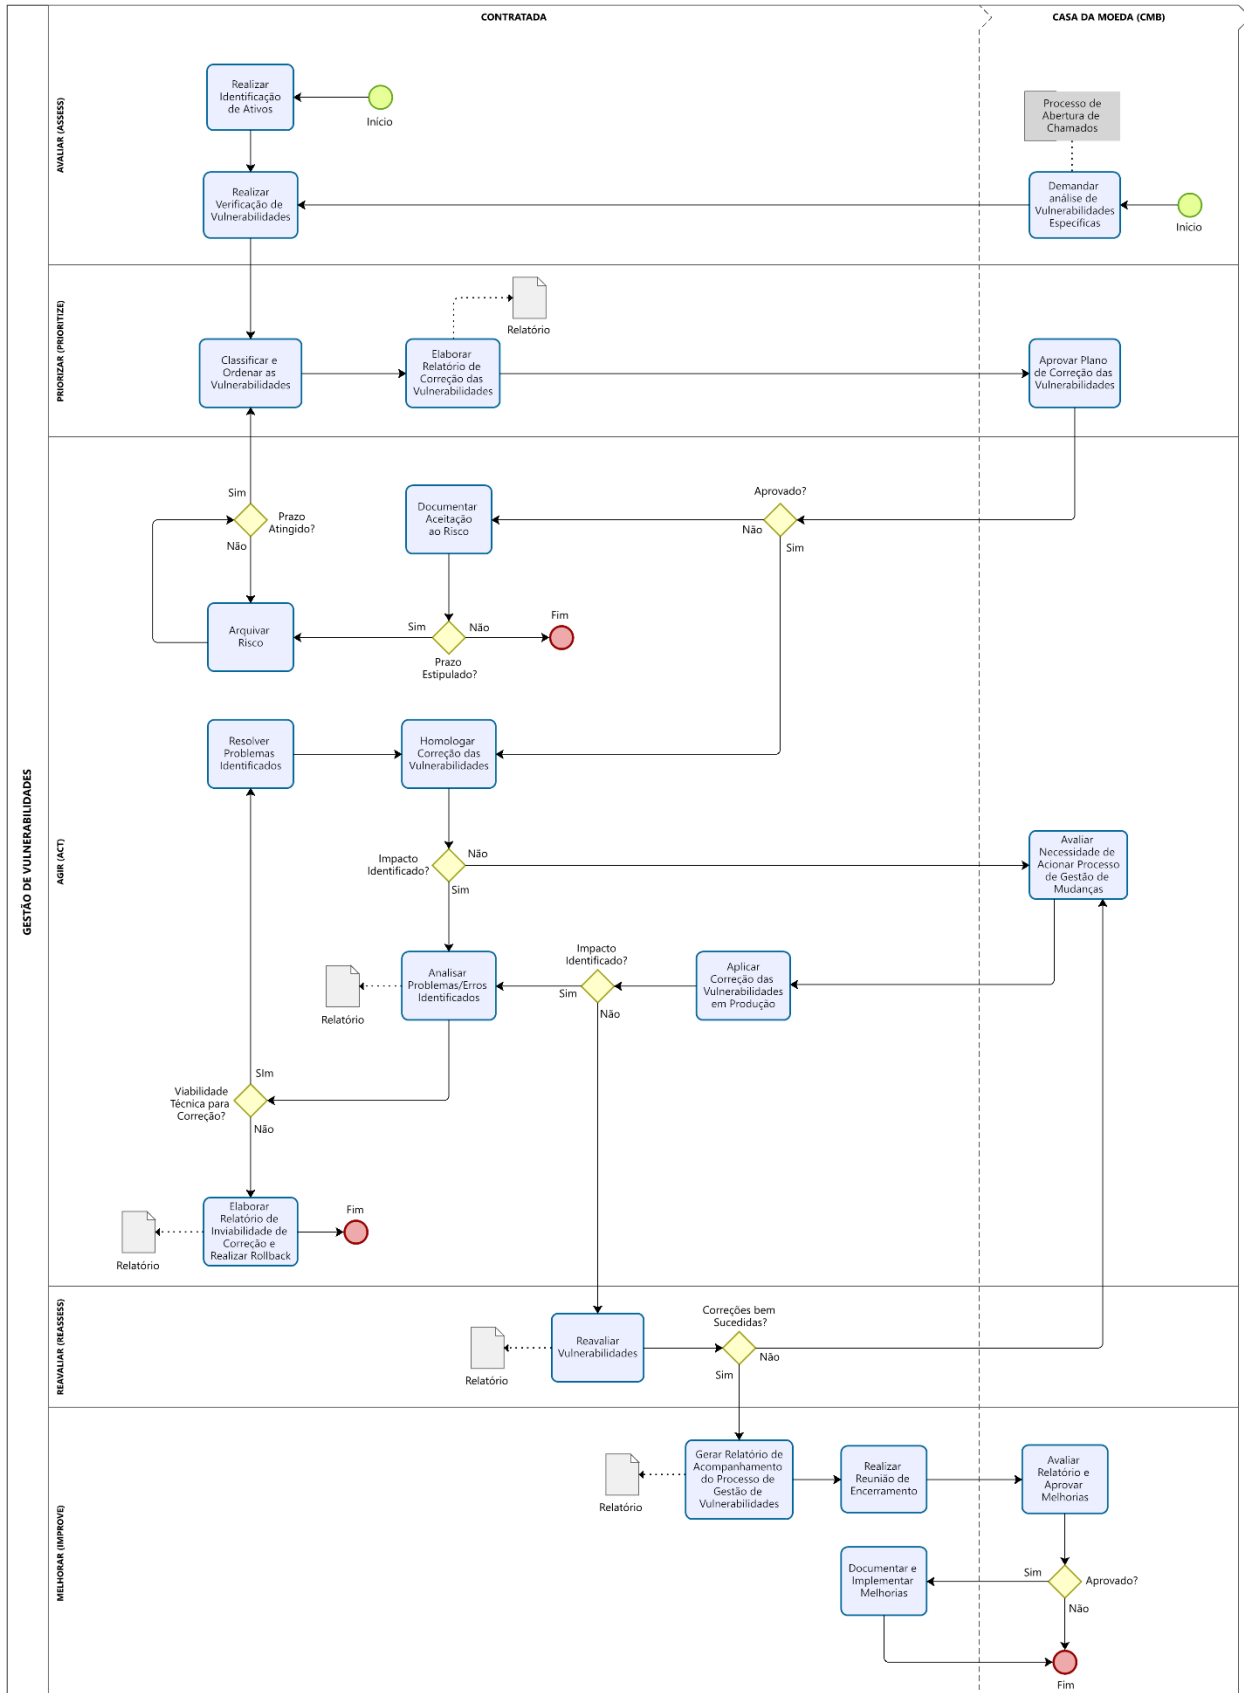 CONTRATADA
CASA DA MOEDA (CMB)
GESTÃO DE VULNERABILIDADES
AVALIAR (ASSESS)
Realizar
Identificação
de Ativos
Início
Processo de
Abertura de
Chamados
Realizar
Verificação de
Vulnerabilidades
Demandar
análise de
Vulnerabilidades
Específicas
Início
PRIORIZAR (PRIORITIZE)
Relatório
Classificar e
Ordenar as
Vulnerabilidades
Elaborar
Relatório de
Correção das
Vulnerabilidades
Aprovar Plano
de Correção das
Vulnerabilidades
AGIR (ACT)
Sim
Prazo
Atingido?
Não
Documentar
Aceitação
ao Risco
Aprovado?
Não
Sim
Arquivar
Risco
Sim
Não
Prazo
Estipulado?
Fim
Resolver
Problemas
Identificados
Homologar
Correção das
Vulnerabilidades
Impacto
Identificado?
Não
Sim
Avaliar
Necessidade de
Acionar Processo
de Gestão de
Mudanças
Relatório
Analisar
Problemas/Erros
Identificados
Impacto
Identificado?
Sim
Não
Aplicar
Correção das
Vulnerabilidades
em Produção
SIm
Viabilidade
Técnica para
Correção?
Não
Relatório
Elaborar
Relatório de
Inviabilidade de
Correção e
Realizar Rollback
Fim
REAVALIAR (REASSESS)
Relatório
Reavaliar
Vulnerabilidades
Correções bem
Sucedidas?
Não
Sim
MELHORAR (IMPROVE)
Relatório
Gerar Relatório de
Acompanhamento
do Processo de
Gestão de
Vulnerabilidades
Realizar
Reunião de
Encerramento
Avaliar
Relatório e
Aprovar
Melhorias
Documentar e
Implementar
Melhorias
Sim
Aprovado?
Não
Fim